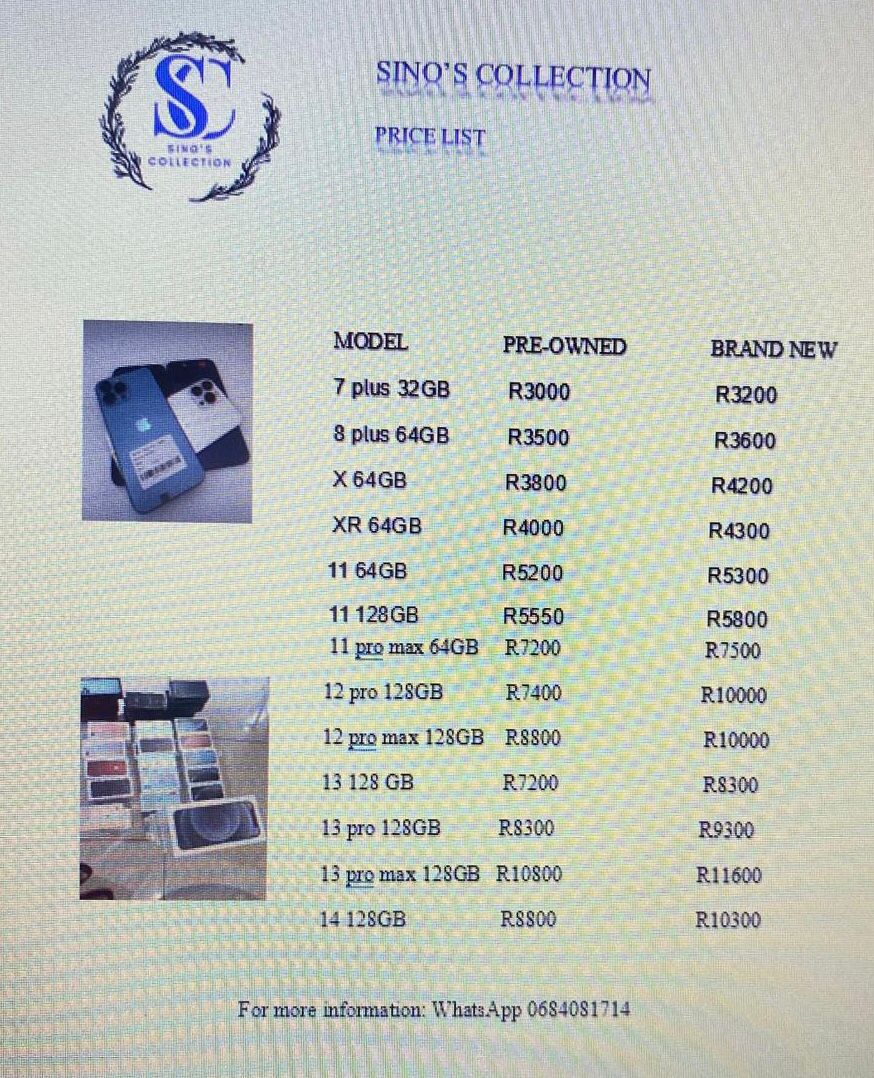 SC
SINO'S
COLLECTION
SINO'S COLLECTION
PRICE LIST
MODEL PRE-OWNED BRAND NEW
7 plus 32GB R3000 R3200
8 plus 64GB R3500 R3600
X 64GB R3800 R4200
XR 64GB R4000 R4300
11 64GB R5200 R5300
11 128GB R5550 R5800
11 pro max 64GB R7200 R7500
12 pro 128GB R7400 R10000
12 pro max 128GB R8800 R10000
13 128 GB R7200 R8300
13 pro 128GB R8300 R9300
13 pro max 128GB R10800 R11600
14 128GB R8800 R10300
For more information: WhatsApp 0684081714